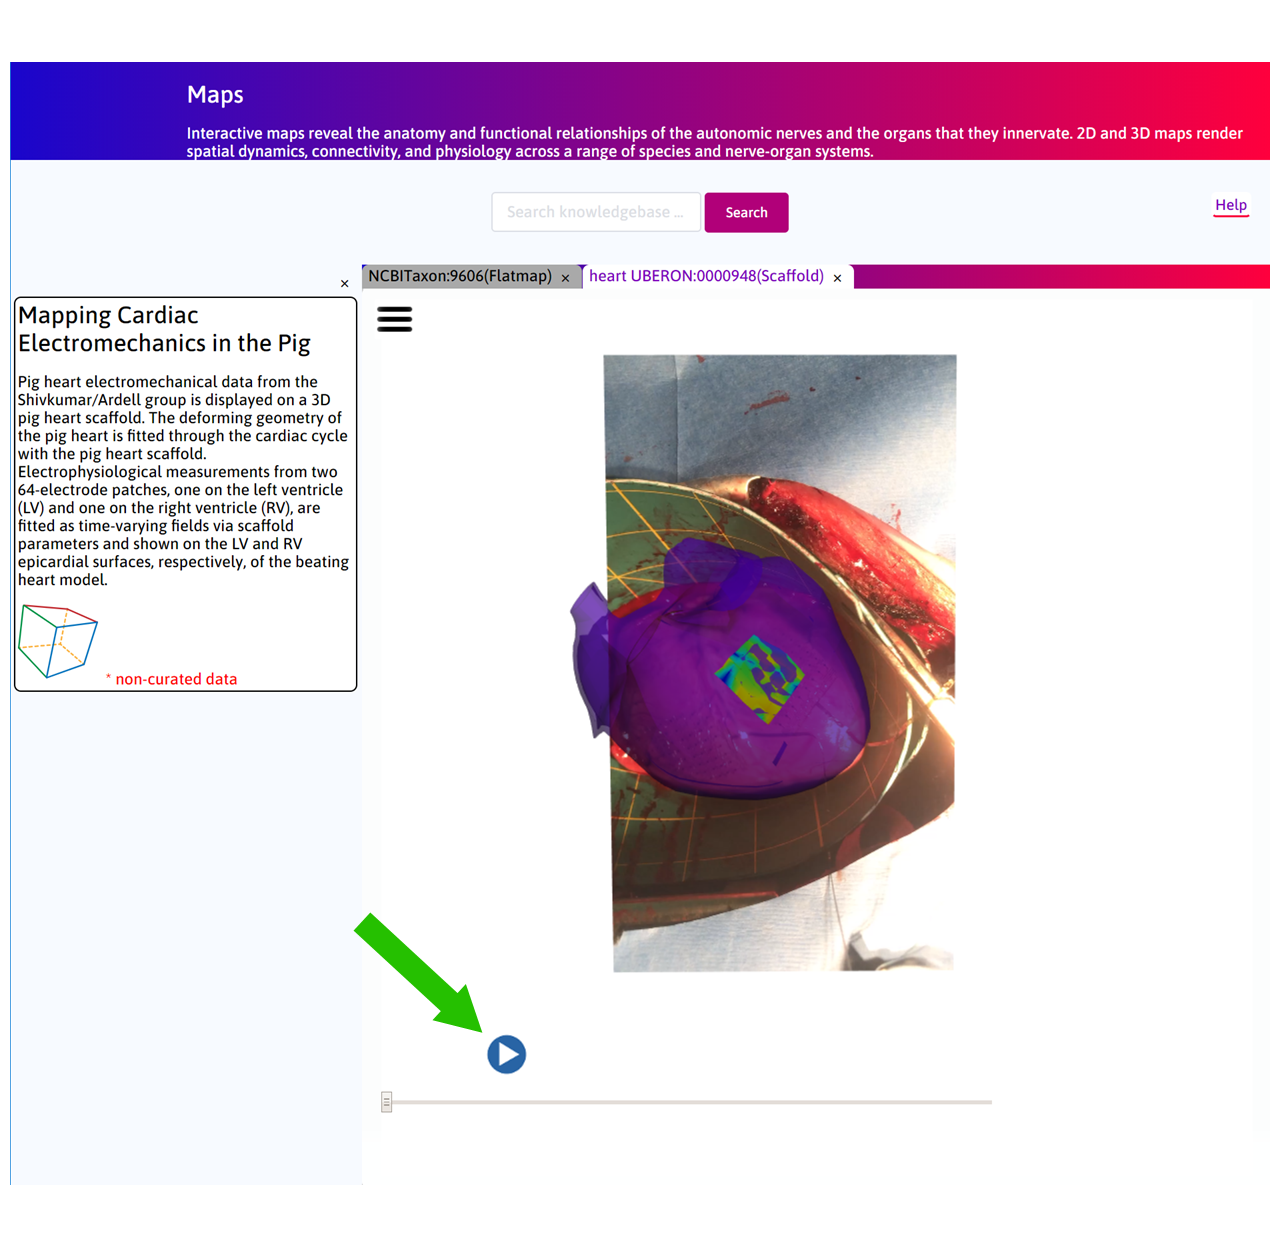 Maps
Interactive maps reveal the anatomy and functional relationships of the autonomic nerves and the organs that they innervate. 2D and 3D maps render
spatial dynamics, connectivity, and physiology across a range of species and nerve-organ systems.
Search knowledgebase ...
Search
Help
×
NCBITaxon:9606(Flatmap) ×
heart UBERON:0000948(Scaffold) ×
Mapping Cardiac
Electromechanics in the Pig
Pig heart electromechanical data from the
Shivkumar/Ardell group is displayed on a 3D
pig heart scaffold. The deforming geometry of
the pig heart is fitted through the cardiac cycle
with the pig heart scaffold.
Electrophysiological measurements from two
64-electrode patches, one on the left ventricle
(LV) and one on the right ventricle (RV), are
fitted as time-varying fields via scaffold
parameters and shown on the LV and RV
epicardial surfaces, respectively, of the beating
heart model.
* non-curated data